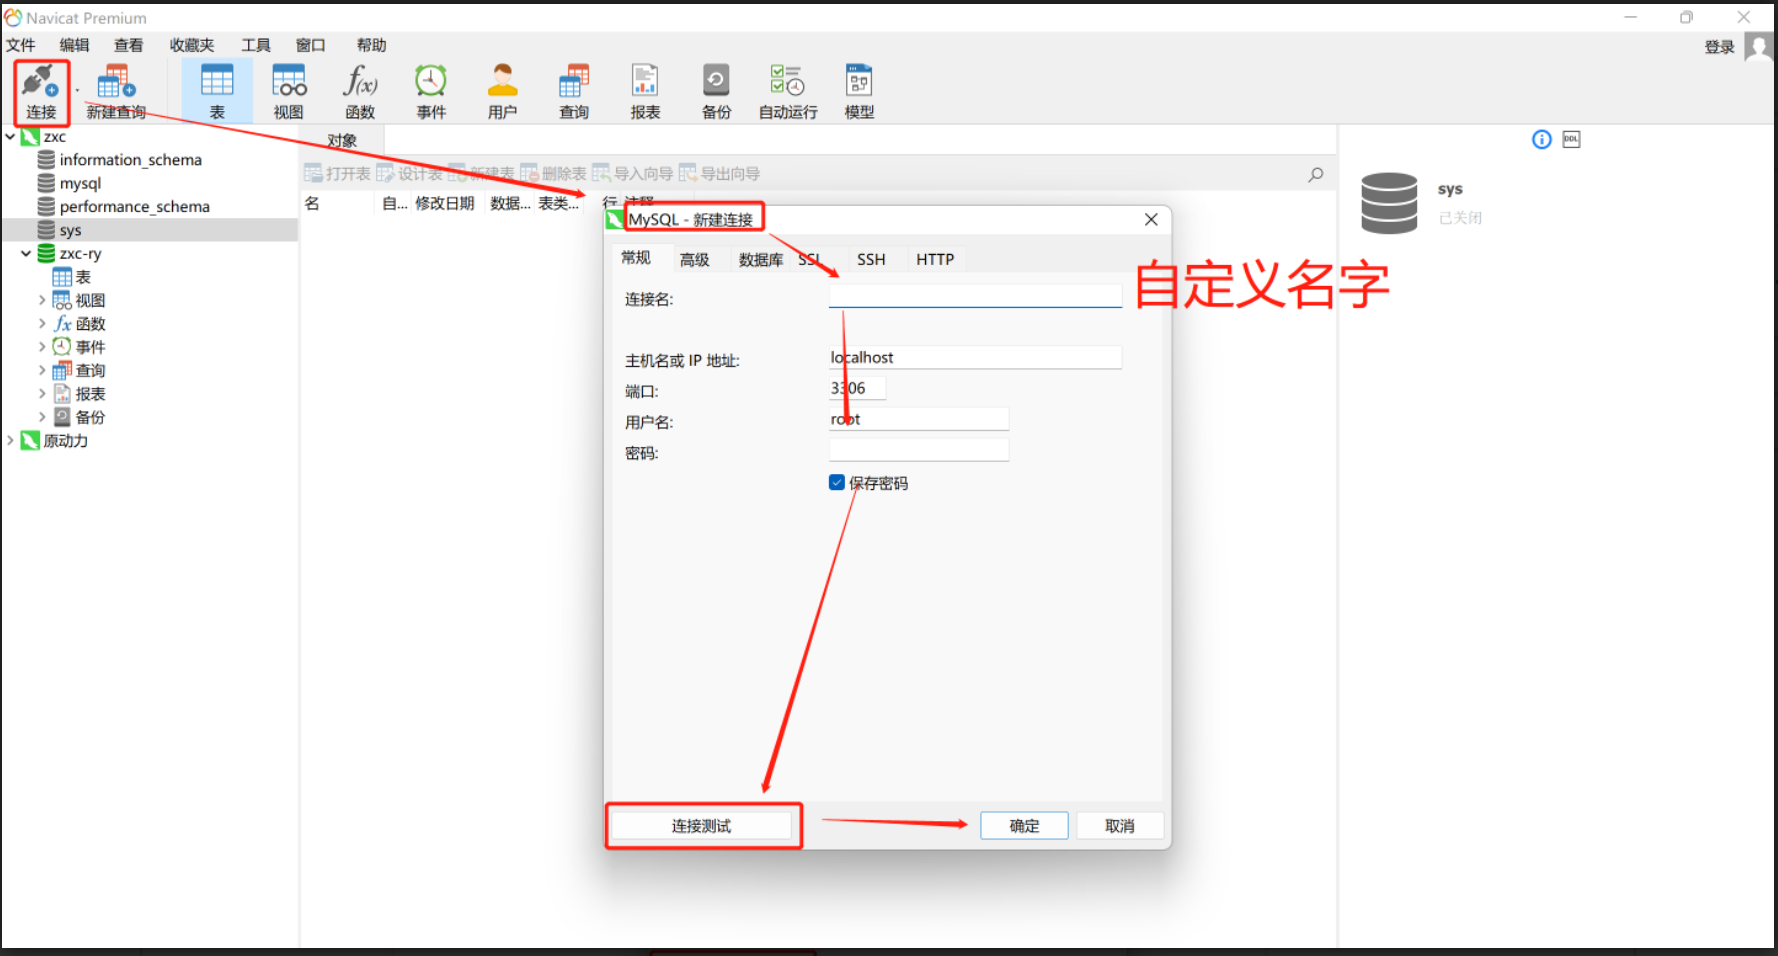 Navicat Premium
文件 编辑 查看 收藏夹 工具 窗口 帮助
登录
连接 新建查询 表 视图 f(x) 函数 事件 用户 查询 报表 备份 自动运行 模型
zxc
information_schema
mysql
performance_schema
sys
zxc-ry
表
视图
fx 函数
事件
查询
报表
备份
原动力
对象
打开表 设计表 新建表 删除表 导入向导 导出向导
名 自... 修改日期 数据... 表类... 行 注释
MySQL - 新建连接
常规 高级 数据库 SSL SSH HTTP
连接名:
自定义名字
主机名或 IP 地址: localhost
端口: 3306
用户名: root
密码:
保存密码
连接测试 确定 取消
DDL
sys
已关闭